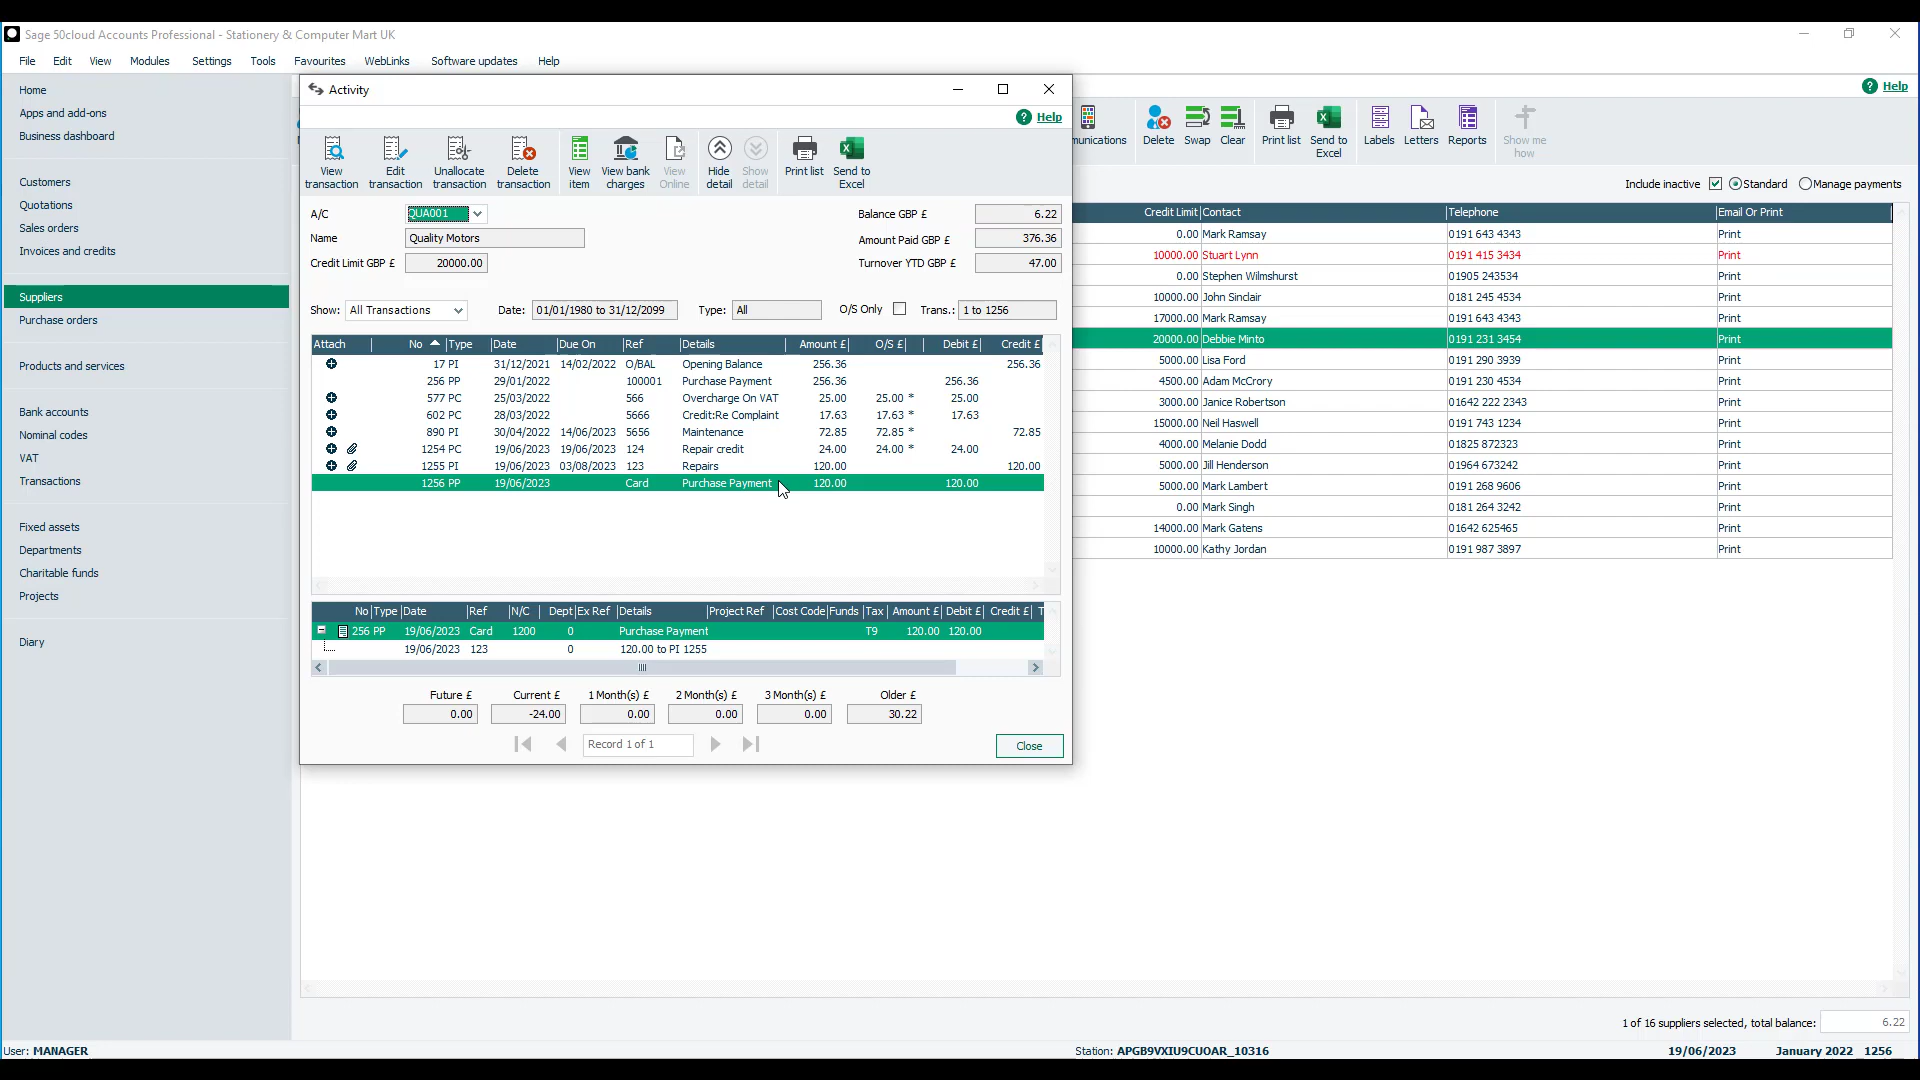 Sage 50cloud Accounts Professional - Stationery & Computer Mart UK
File Edit View Modules Settings Tools Favourites WebLinks Software updates Help
Home
Apps and add-ons
Business dashboard
Customers
Quotations
Sales orders
Invoices and credits
Suppliers
Purchase orders
Products and services
Bank accounts
Nominal codes
VAT
Transactions
Fixed assets
Departments
Charitable funds
Projects
Diary
Activity
Help
View transaction Edit transaction Unallocate transaction Delete transaction View item View bank charges View Online Hide detail Show detail Print list Send to Excel
A/C QUA001 Balance GBP £ 6.22
Name Quality Motors Amount Paid GBP £ 376.36
Credit Limit GBP £ 20000.00 Turnover YTD GBP £ 47.00
Show: All Transactions Date: 01/01/1980 to 31/12/2099 Type: All O/S Only Trans.: 1 to 1256
Attach No Type Date Due On Ref Details Amount £ O/S £ Debit £ Credit £
17 PI 31/12/2021 14/02/2022 O/BAL Opening Balance 256.36 256.36
256 PP 29/01/2022 100001 Purchase Payment 256.36 256.36
577 PC 25/03/2022 566 Overcharge On VAT 25.00 25.00 * 25.00
602 PC 28/03/2022 5666 Credit:Re Complaint 17.63 17.63 * 17.63
890 PI 30/04/2022 14/06/2023 5656 Maintenance 72.85 72.85 * 72.85
1254 PC 19/06/2023 19/06/2023 124 Repair credit 24.00 24.00 * 24.00
1255 PI 19/06/2023 03/08/2023 123 Repairs 120.00 120.00
1256 PP 19/06/2023 Card Purchase Payment 120.00 120.00
No Type Date Ref N/C Dept Ex Ref Details Project Ref Cost Code Funds Tax Amount £ Debit £ Credit £ T
256 PP 19/06/2023 Card 1200 0 Purchase Payment T9 120.00 120.00
19/06/2023 123 0 120.00 to PI 1255
Future £ Current £ 1 Month(s) £ 2 Month(s) £ 3 Month(s) £ Older £
0.00 -24.00 0.00 0.00 0.00 30.22
Record 1 of 1
Close
Help
munications Delete Swap Clear Print list Send to Excel Labels Letters Reports Show me how
Include inactive Standard Manage payments
Credit Limit Contact Telephone Email Or Print
0.00 Mark Ramsay 0191 643 4343 Print
10000.00 Stuart Lynn 0191 415 3434 Print
0.00 Stephen Wilmshurst 01905 243534 Print
10000.00 John Sinclair 0181 245 4534 Print
17000.00 Mark Ramsay 0191 643 4343 Print
20000.00 Debbie Minto 0191 231 3454 Print
5000.00 Lisa Ford 0191 290 3939 Print
4500.00 Adam McCrory 0191 230 4534 Print
3000.00 Janice Robertson 01642 222 2343 Print
15000.00 Neil Haswell 0191 743 1234 Print
4000.00 Melanie Dodd 01825 872323 Print
5000.00 Jill Henderson 01964 673242 Print
5000.00 Mark Lambert 0191 268 9606 Print
0.00 Mark Singh 0181 264 3242 Print
14000.00 Mark Gatens 01642 625465 Print
10000.00 Kathy Jordan 0191 987 3897 Print
1 of 16 suppliers selected, total balance: 6.22
User: MANAGER Station: APGB9VXIU9CUOAR_10316 19/06/2023 January 2022 1256